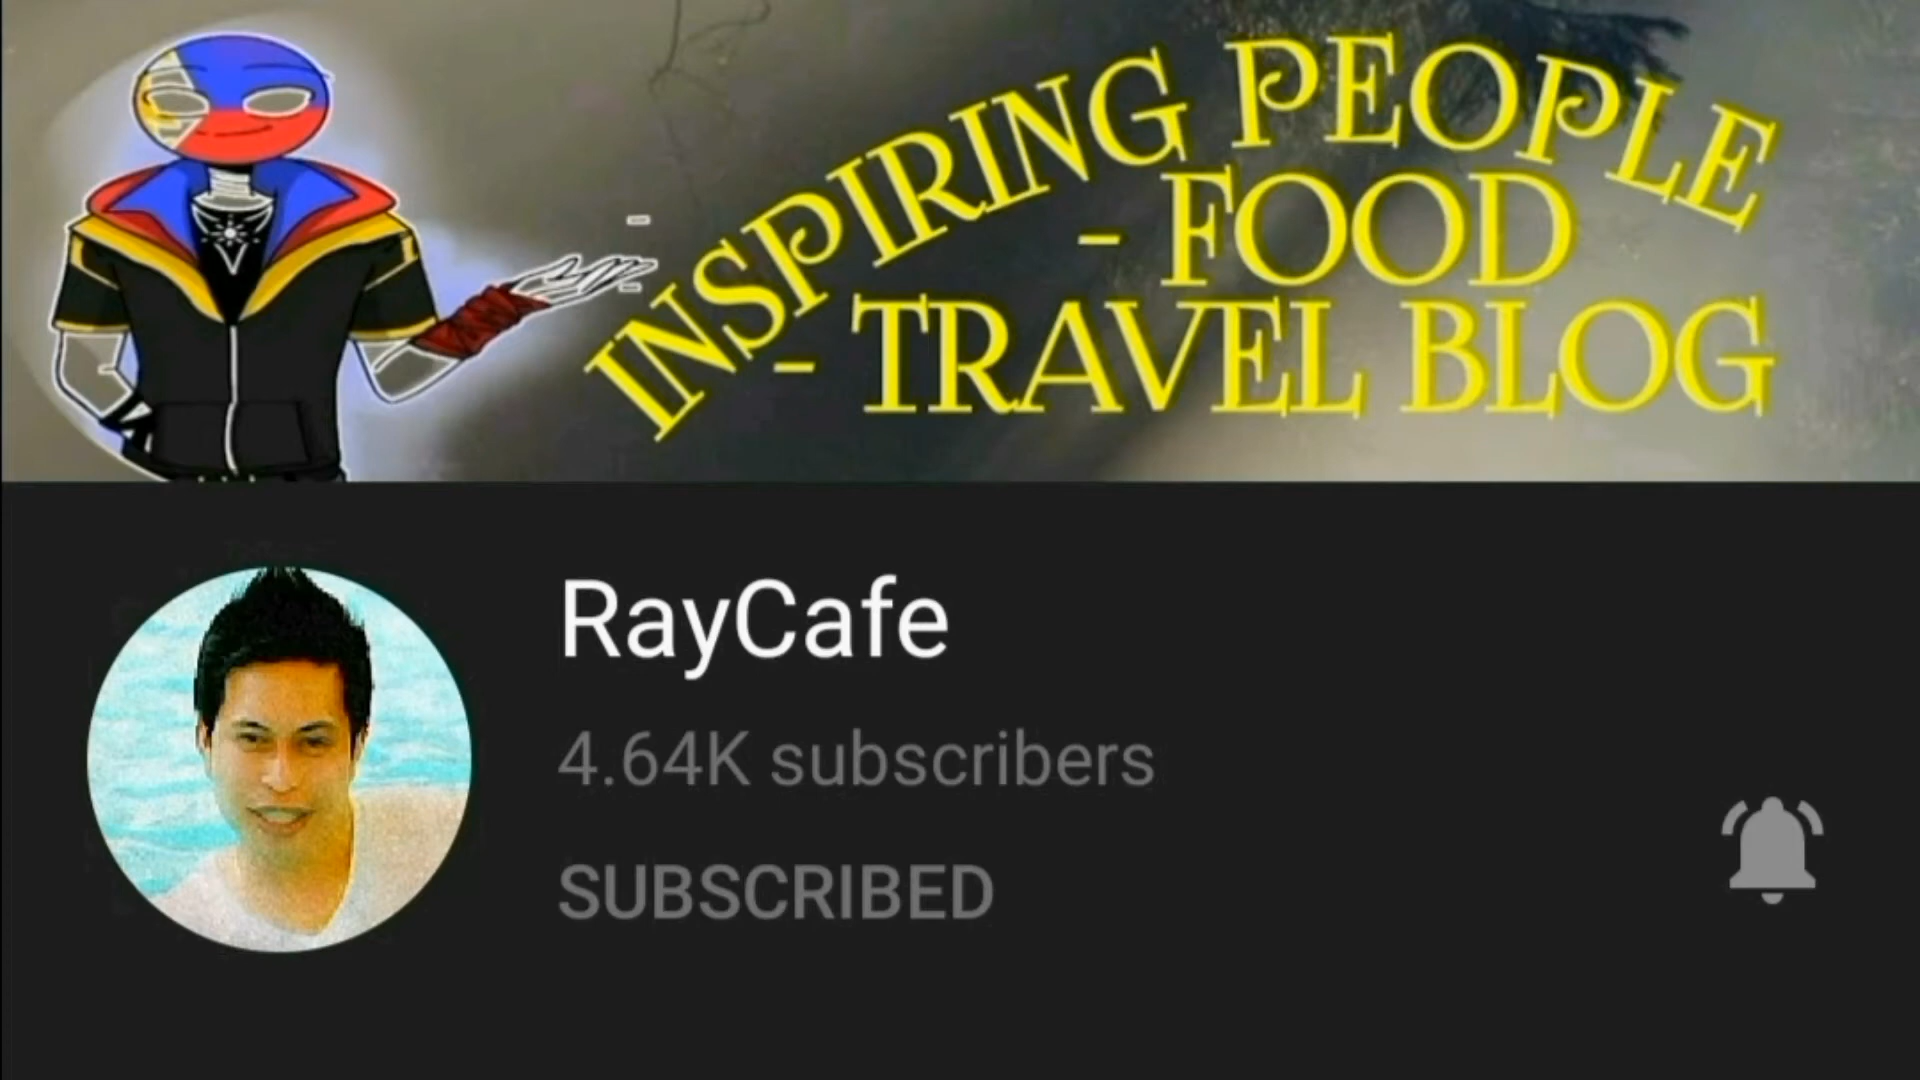 INSPIRING PEOPLE
- FOOD
- TRAVEL BLOG
RayCafe
4.64K subscribers
SUBSCRIBED